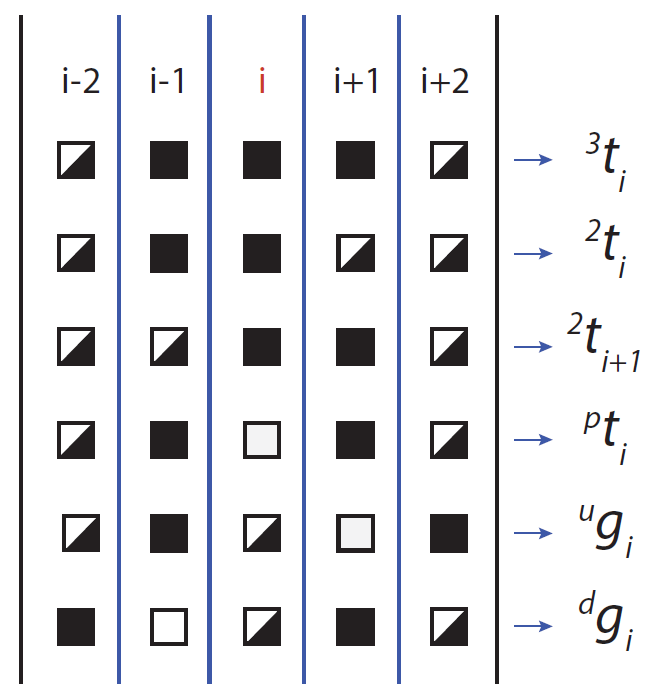 i-2 i-1 i i+1 i+2
³tᵢ
²tᵢ
²tᵢ₊₁
ᵖtᵢ
ᵘgᵢ
ᵈgᵢ